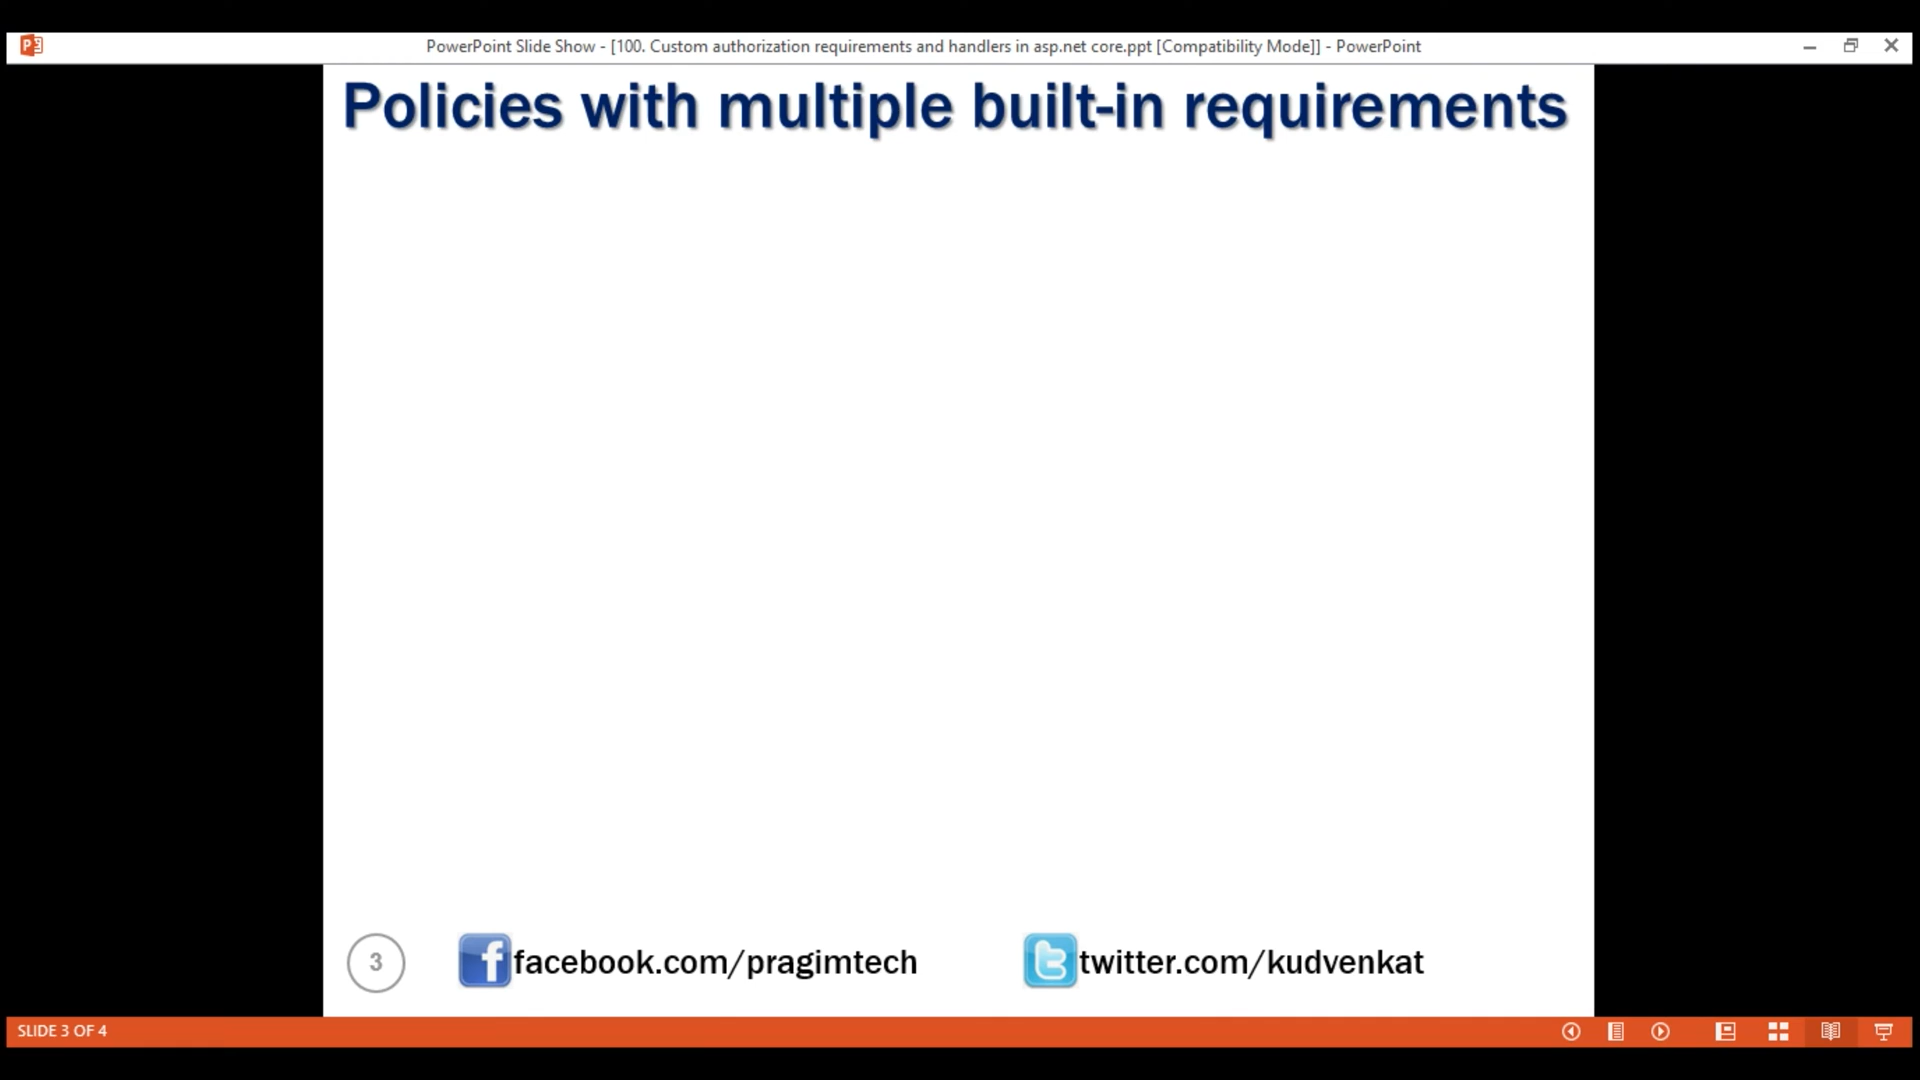 PowerPoint Slide Show - [100. Custom authorization requirements and handlers in asp.net core.ppt [Compatibility Mode]] - PowerPoint
Policies with multiple built-in requirements
3
facebook.com/pragimtech
twitter.com/kudvenkat
SLIDE 3 OF 4